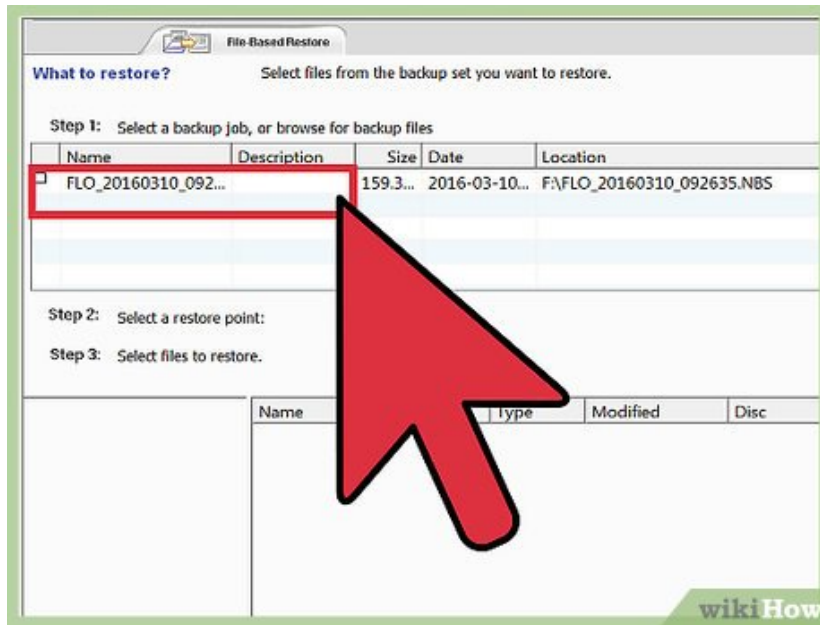 File-Based Restore
What to restore? Select files from the backup set you want to restore.
Step 1: Select a backup job, or browse for backup files
Name Description Size Date Location
FLO_20160310_092... 159.3... 2016-03-10... F:\FLO_20160310_092635.NBS
Step 2: Select a restore point:
Step 3: Select files to restore.
Name Type Modified Disc
wikiHow